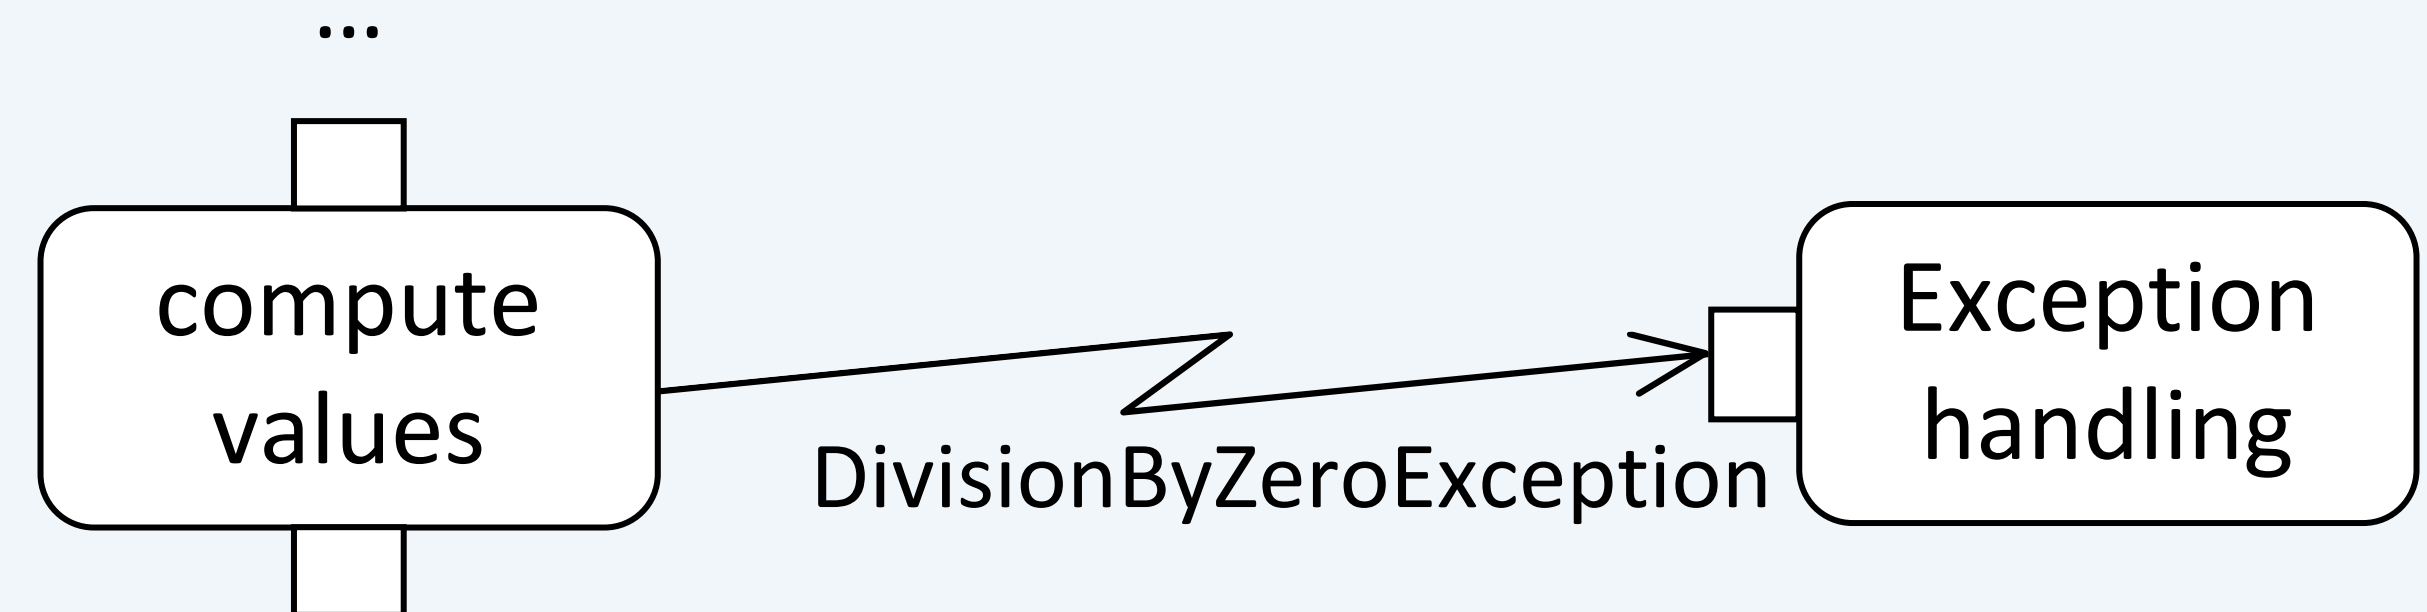 ...
compute
values
DivisionByZeroException
Exception
handling